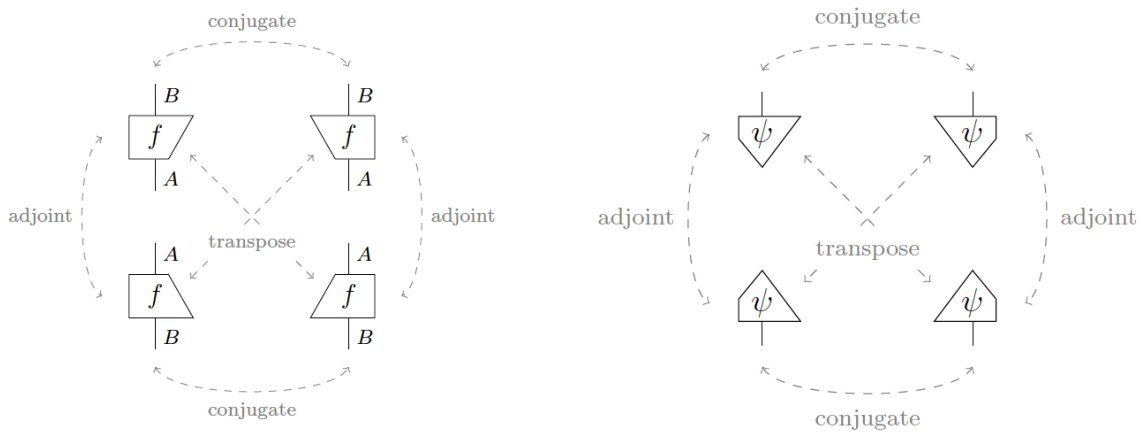 conjugate
B B
f f
A A
adjoint adjoint
transpose
A A
f f
B B
conjugate
conjugate
ψ ψ
adjoint adjoint
transpose
ψ ψ
conjugate